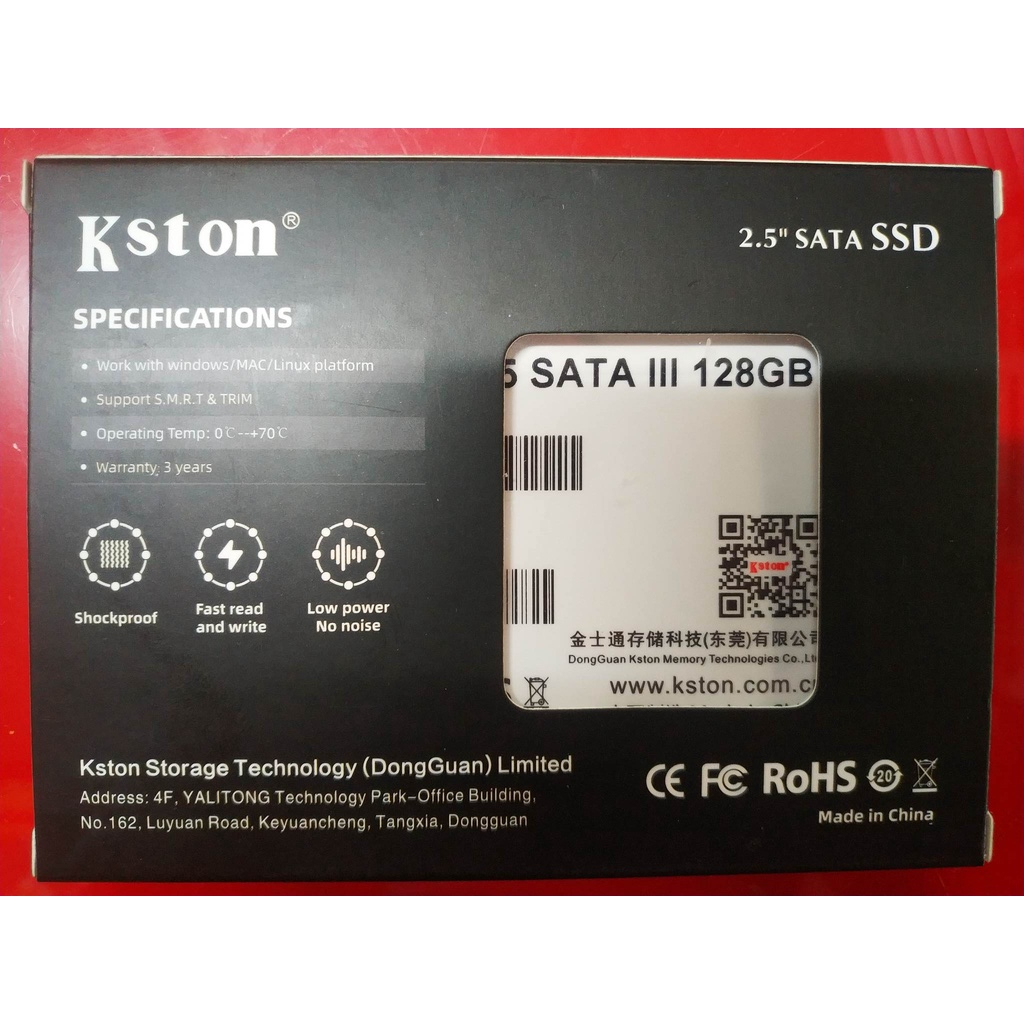 Kston®
2.5" SATA SSD
SPECIFICATIONS
• Work with windows/MAC/Linux platform
• Support S.M.R.T & TRIM
• Operating Temp: 0℃--+70℃
• Warranty: 3 years
Shockproof
Fast read
and write
Low power
No noise
5 SATA III 128GB
Kston®
金士通存储科技(东莞)有限公司
DongGuan Kston Memory Technologies Co.,
www.kston.com.c
Kston Storage Technology (DongGuan) Limited
Address: 4F, YALITONG Technology Park-Office Building,
No.162, Luyuan Road, Keyuancheng, Tangxia, Dongguan
CE FC RoHS 20
Made in China